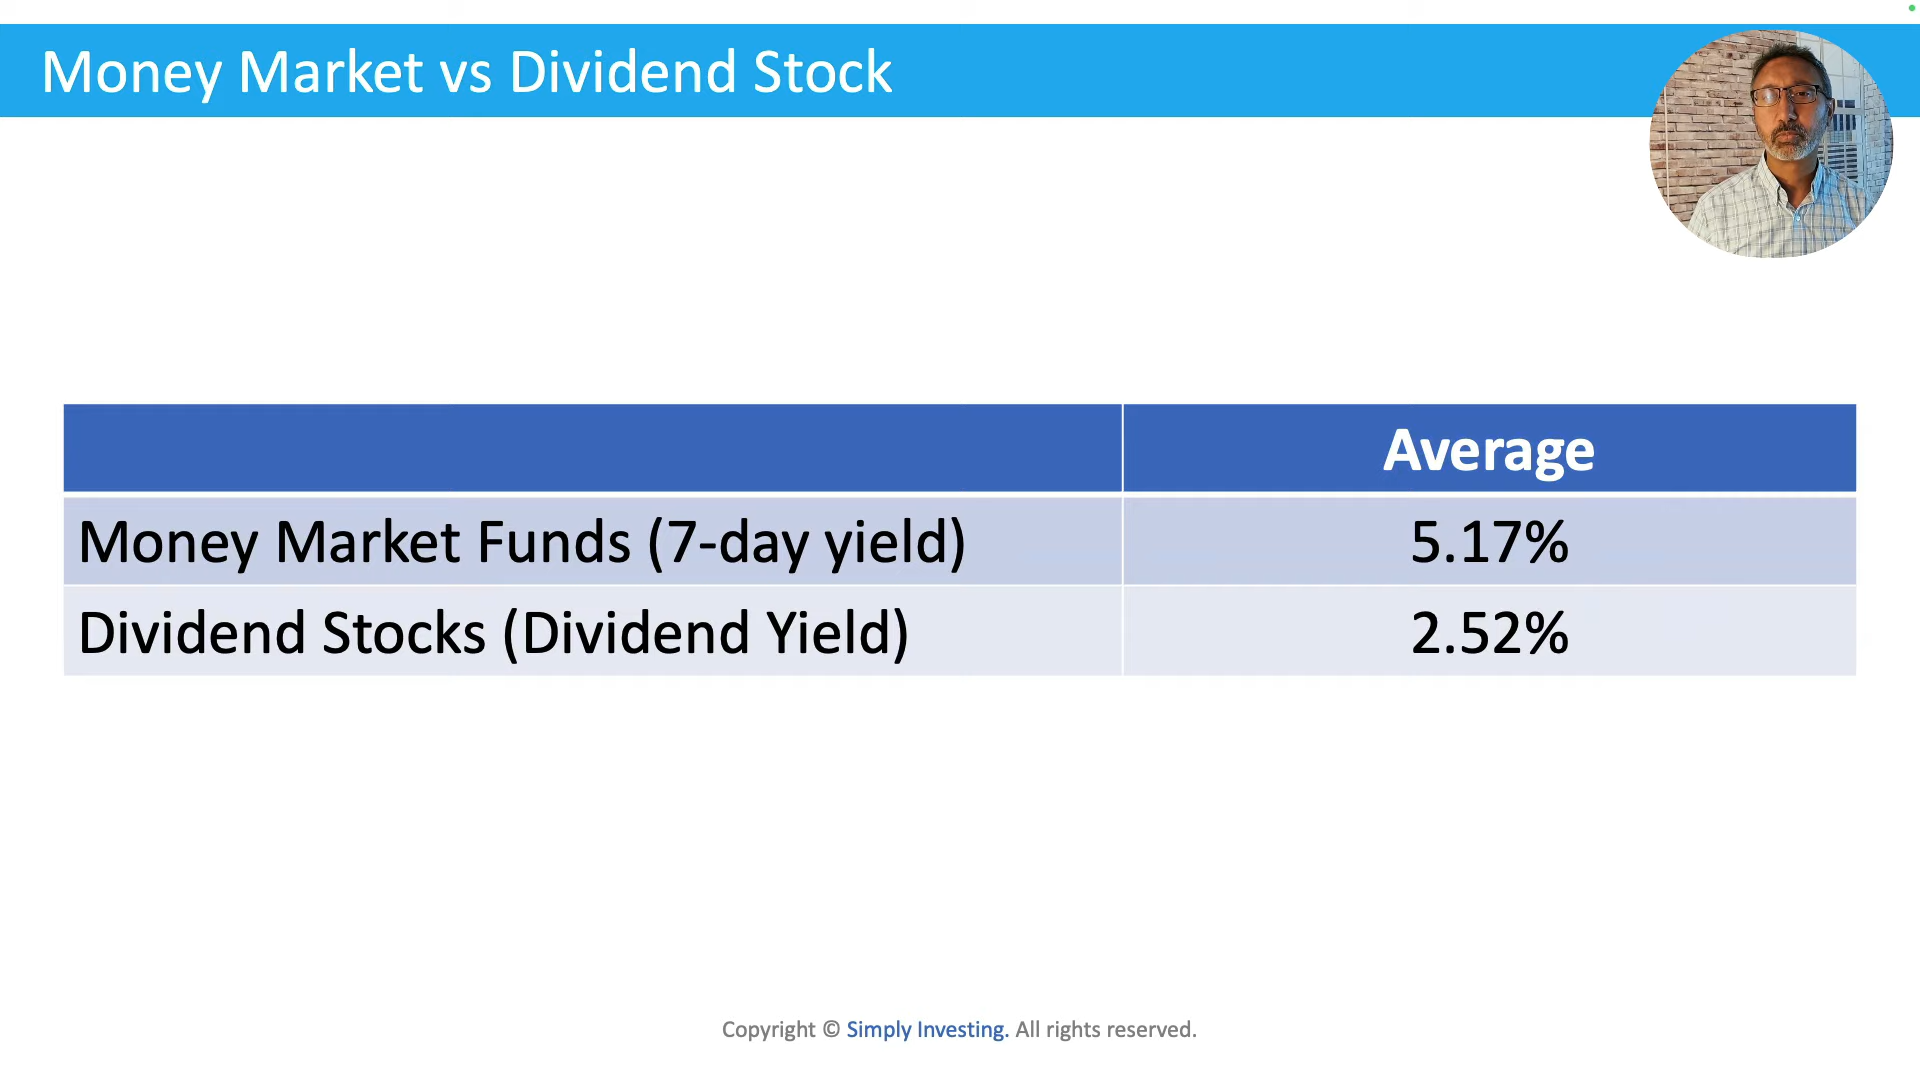 Money Market vs Dividend Stock
Average
Money Market Funds (7-day yield) 5.17%
Dividend Stocks (Dividend Yield) 2.52%
Copyright © Simply Investing. All rights reserved.